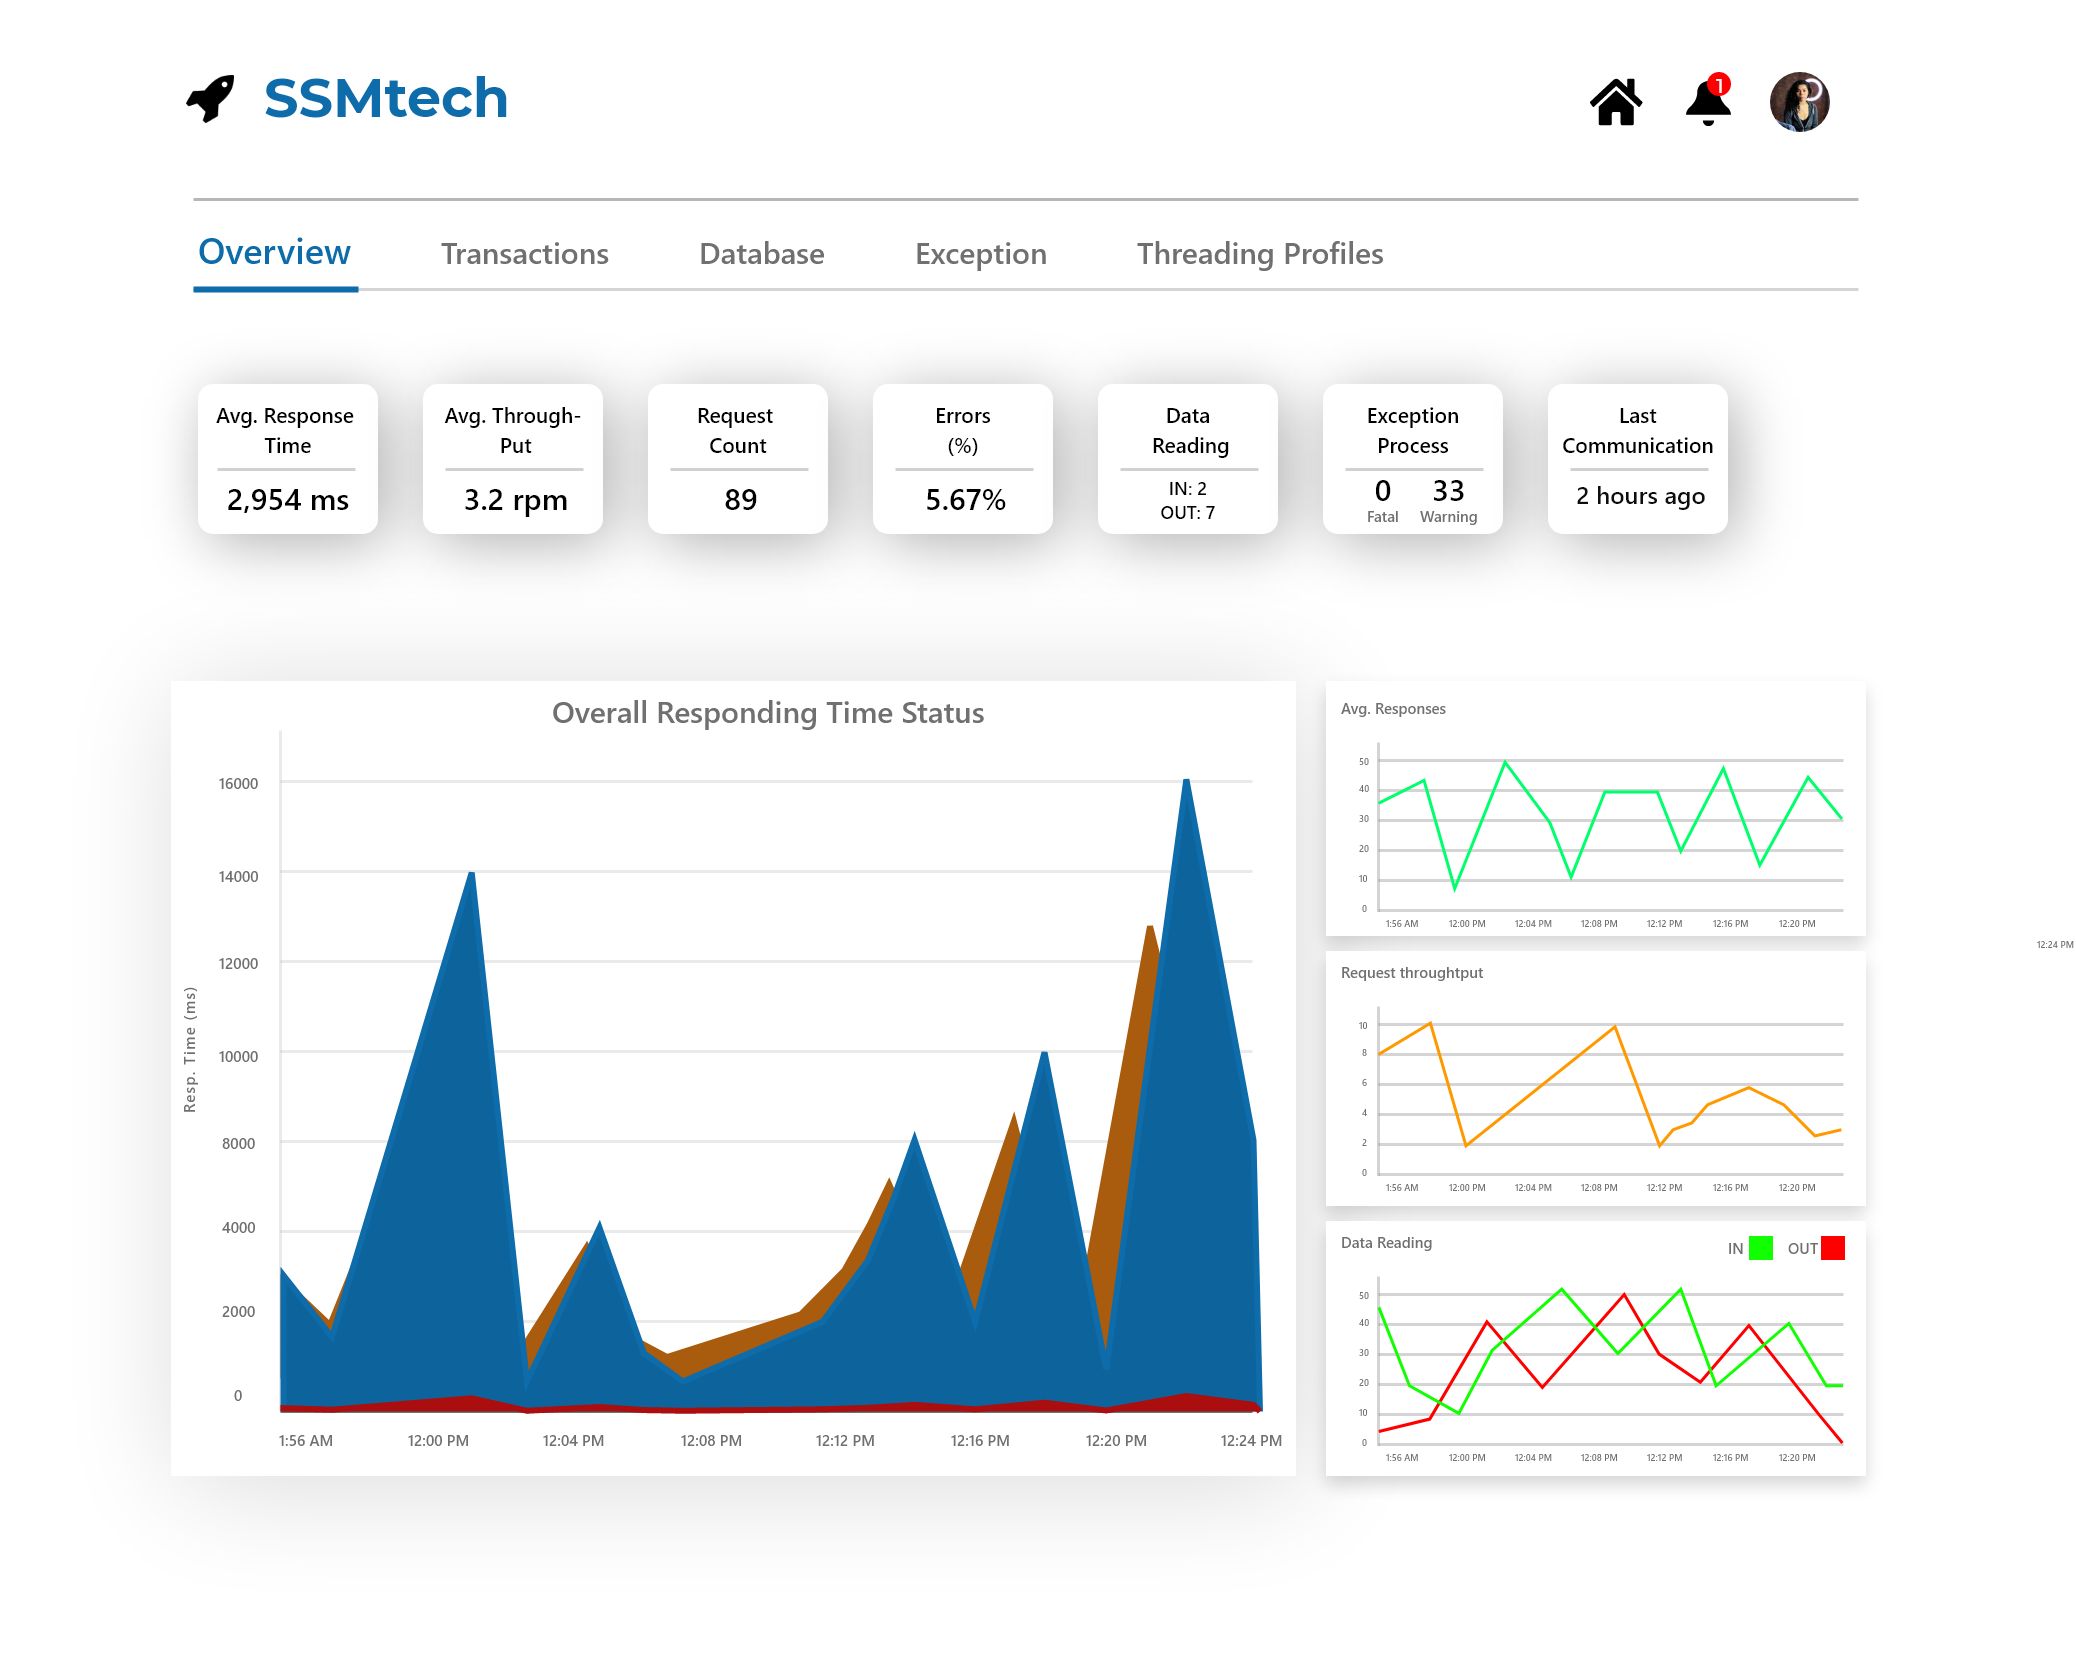 SSMtech
1
Overview
Transactions
Database
Exception
Threading Profiles
Avg. Response
Time
2,954 ms
Avg. Through-
Put
3.2 rpm
Request
Count
89
Errors
(%)
5.67%
Data
Reading
IN: 2
OUT: 7
Exception
Process
0
33
Fatal
Warning
Last
Communication
2 hours ago
Overall Responding Time Status
Resp. Time (ms)
16000
14000
12000
10000
8000
4000
2000
0
1:56 AM
12:00 PM
12:04 PM
12:08 PM
12:12 PM
12:16 PM
12:20 PM
12:24 PM
Avg. Responses
50
40
30
20
10
0
1:56 AM
12:00 PM
12:04 PM
12:08 PM
12:12 PM
12:16 PM
12:20 PM
12:24 PM
Request throughtput
10
8
6
4
2
0
1:56 AM
12:00 PM
12:04 PM
12:08 PM
12:12 PM
12:16 PM
12:20 PM
Data Reading
IN
OUT
50
40
30
20
10
0
1:56 AM
12:00 PM
12:04 PM
12:08 PM
12:12 PM
12:16 PM
12:20 PM